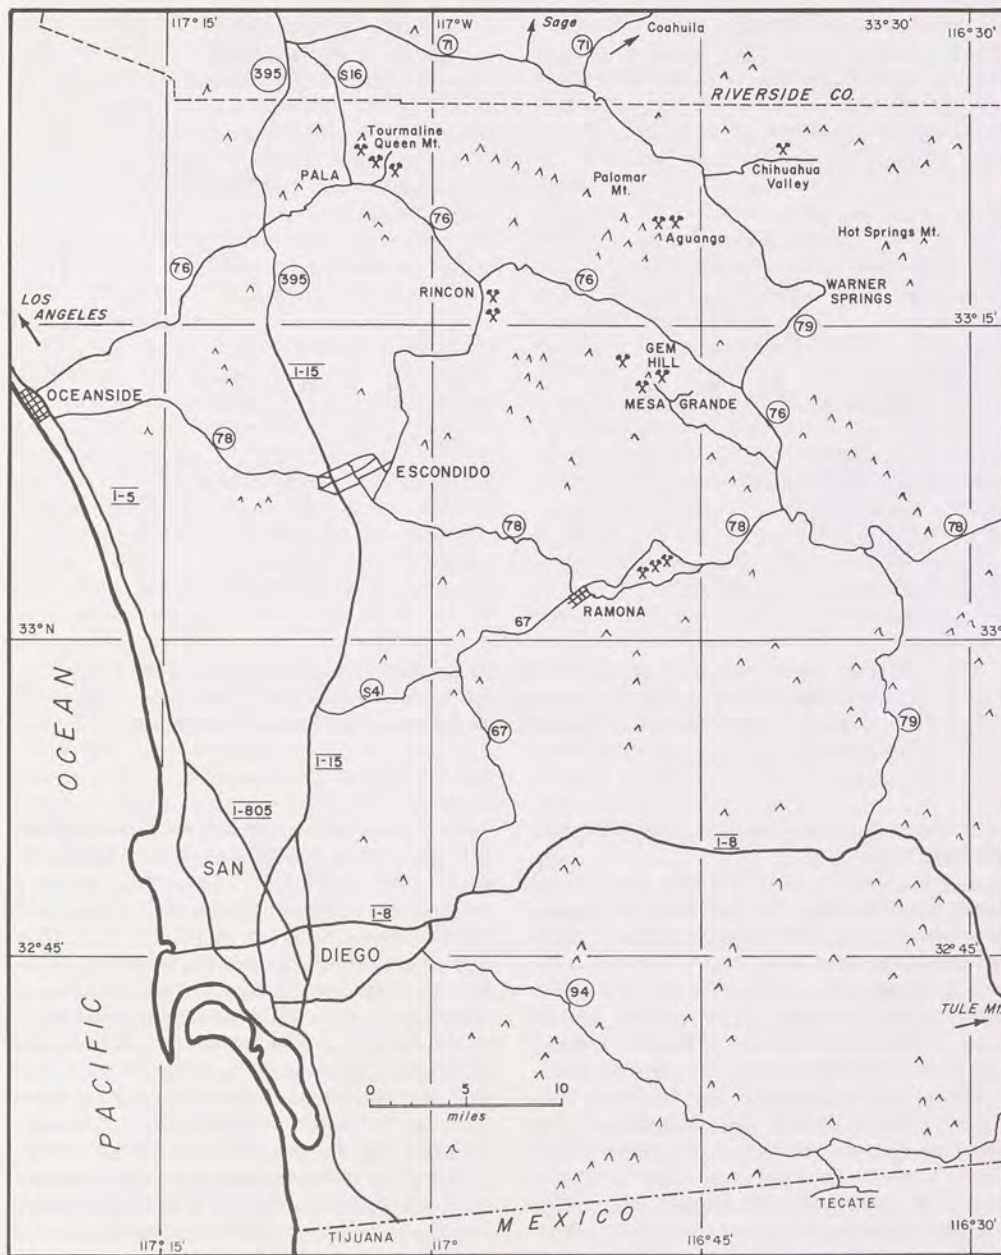 117° 15'
117° W
Sage
Coahuila
33° 30'
116° 30'
71
71
395
S16
RIVERSIDE CO.
Tourmaline
Queen Mt.
PALA
Palomar
Mt.
Chihuahua
Valley
76
Aguanga
Hot Springs Mt.
76
395
RINCON
76
WARNER
SPRINGS
LOS
ANGELES
79
33° 15'
GEM
HILL
I-15
OCEANSIDE
MESA GRANDE
76
78
ESCONDIDO
I-5
78
78
78
RAMONA
67
33° N
33°
S4
67
79
I-15
I-805
I-8
SAN
I-8
32° 45'
DIEGO
32° 45'
94
PACIFIC OCEAN
0 5 10
miles
TECATE
MEXICO
TIJUANA
117° 15'
117°
116° 45'
116° 30'